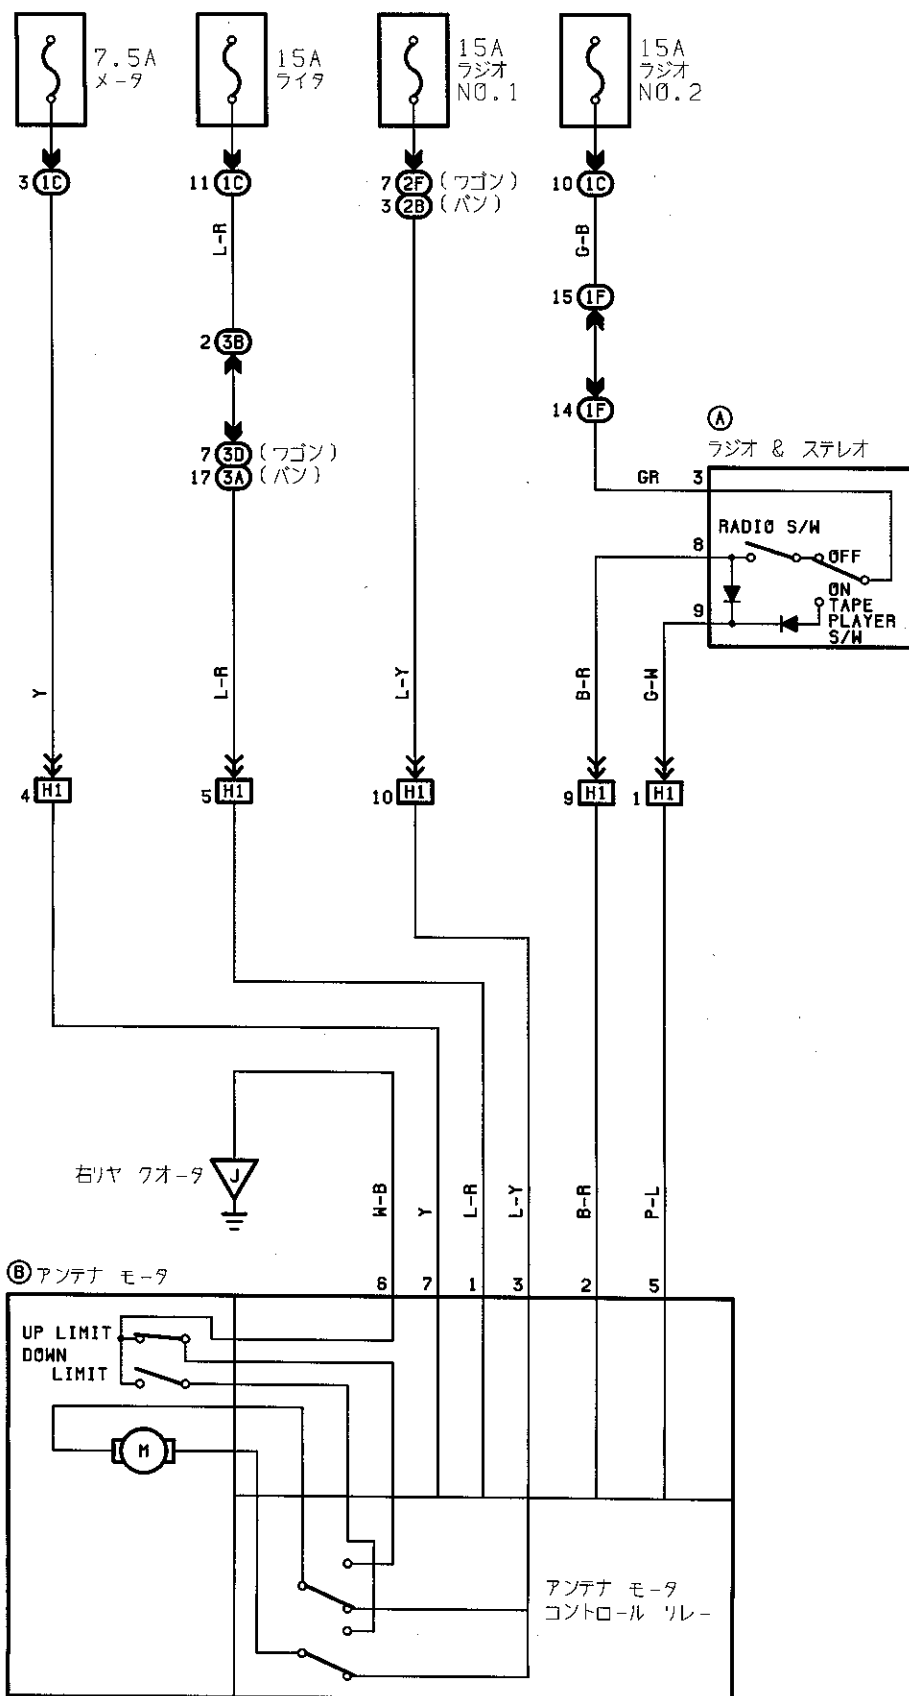 7.5A
メータ
15A
ライタ
15A
ラジオ
NO.1
15A
ラジオ
NO.2
3 1C
11 1C
7 2F (ワゴン)
3 2B (バン)
10 1C
L-R
G-B
15 1F
2 3B
14 1F
A
ラジオ & ステレオ
7 3D (ワゴン)
17 3A (バン)
GR 3
RADIO S/W
8
OFF
ON
TAPE
PLAYER
S/W
9
Y
L-R
L-Y
B-R
G-W
4 H1
5 H1
10 H1
9 H1
1 H1
右リヤ クオータ
J
W-B
Y
L-R
L-Y
B-R
P-L
B アンテナ モータ
6 7 1 3 2 5
UP LIMIT
DOWN
LIMIT
M
アンテナ モータ
コントロール リレー